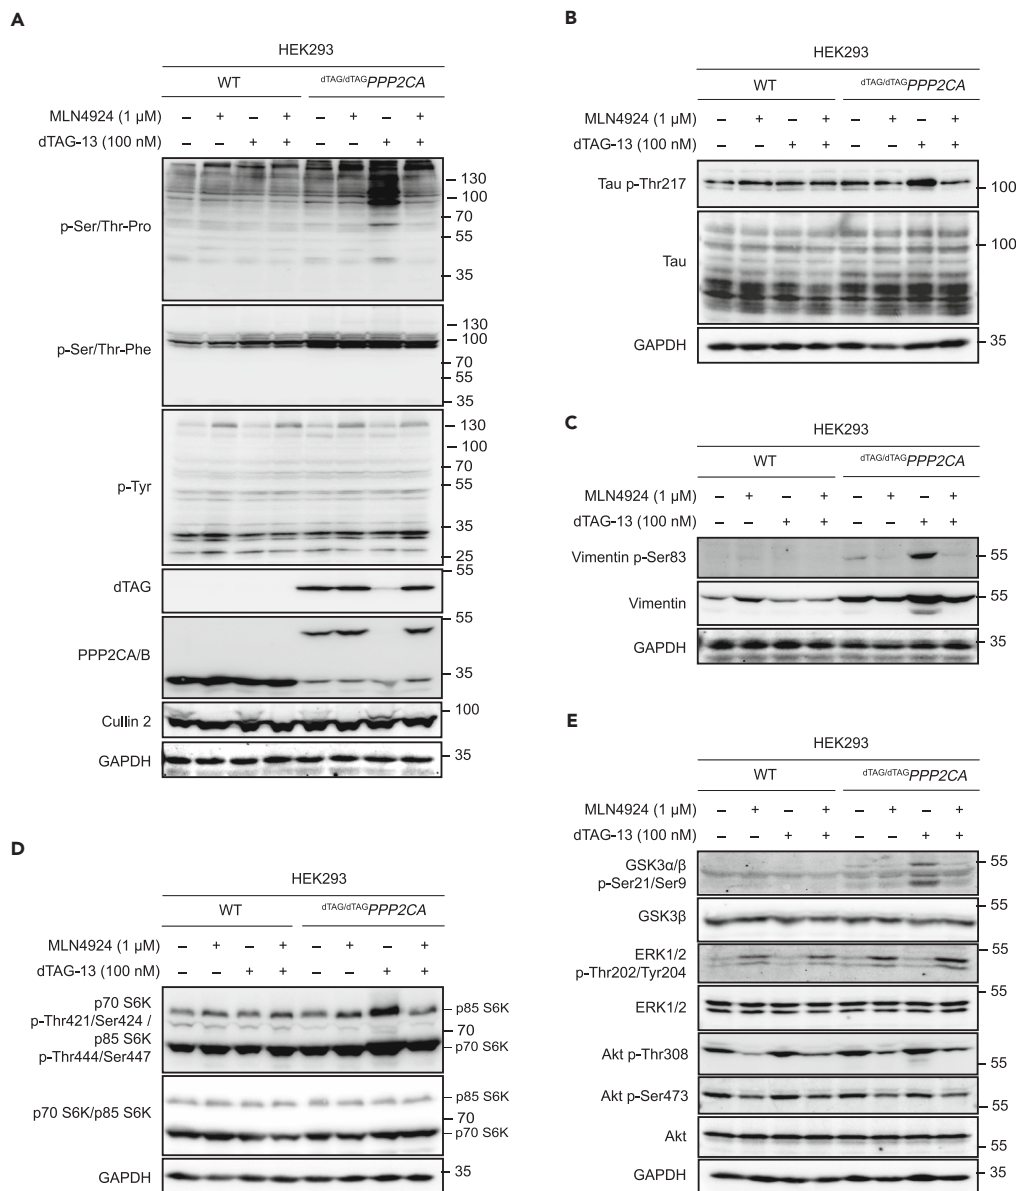 A
HEK293
WT dTAG/dTAGPPP2CA
MLN4924 (1 μM) – + – + – + – +
dTAG-13 (100 nM) – – + + – – + +
p-Ser/Thr-Pro
130
100
70
55
35
p-Ser/Thr-Phe
130
100
70
55
35
p-Tyr
130
100
70
55
35
25
dTAG
55
PPP2CA/B
55
35
Cullin 2
100
GAPDH
35
B
HEK293
WT dTAG/dTAGPPP2CA
MLN4924 (1 μM) – + – + – + – +
dTAG-13 (100 nM) – – + + – – + +
Tau p-Thr217
100
Tau
100
GAPDH
35
C
HEK293
WT dTAG/dTAGPPP2CA
MLN4924 (1 μM) – + – + – + – +
dTAG-13 (100 nM) – – + + – – + +
Vimentin p-Ser83
55
Vimentin
55
GAPDH
35
D
HEK293
WT dTAG/dTAGPPP2CA
MLN4924 (1 μM) – + – + – + – +
dTAG-13 (100 nM) – – + + – – + +
p70 S6K
p-Thr421/Ser424 /
p85 S6K
p-Thr444/Ser447
p85 S6K
70
p70 S6K
p70 S6K/p85 S6K
p85 S6K
70
p70 S6K
GAPDH
35
E
HEK293
WT dTAG/dTAGPPP2CA
MLN4924 (1 μM) – + – + – + – +
dTAG-13 (100 nM) – – + + – – + +
GSK3α/β
p-Ser21/Ser9
55
GSK3β
55
ERK1/2
p-Thr202/Tyr204
55
ERK1/2
55
Akt p-Thr308
55
Akt p-Ser473
55
Akt
55
GAPDH
35